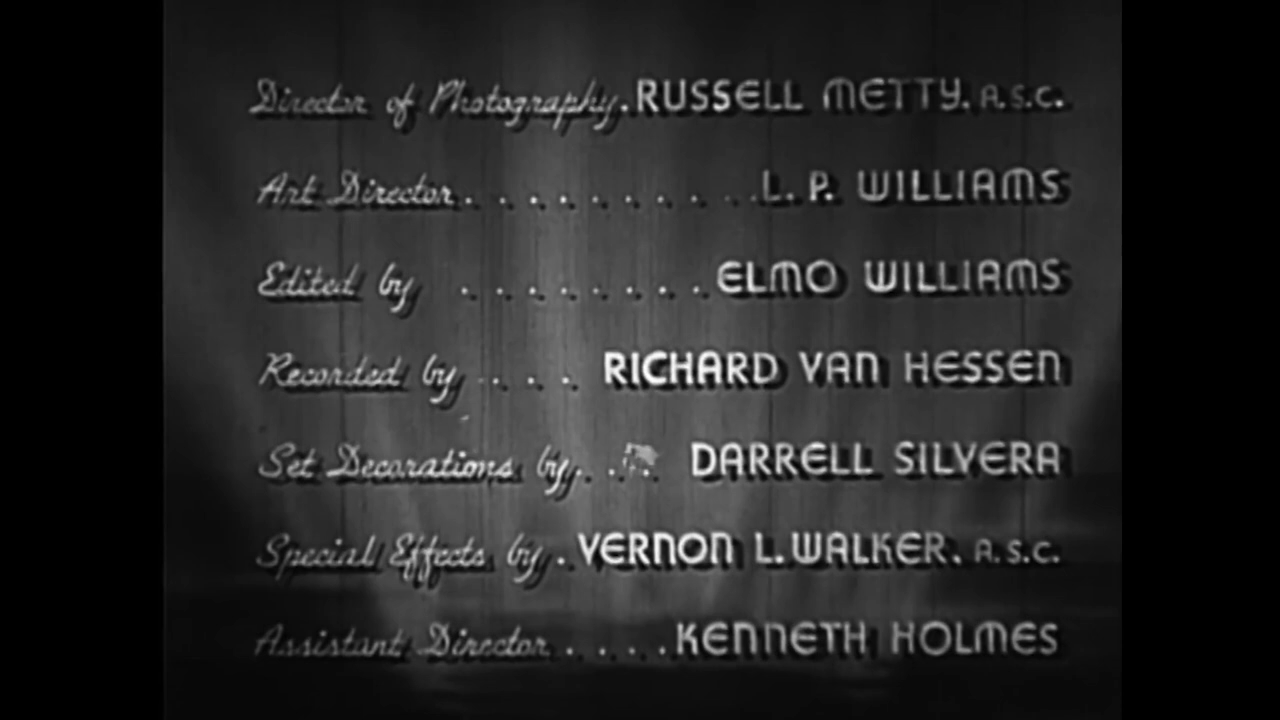 Director of Photography. RUSSELL METTY, A.S.C.
Art Director. . . . . . . . . . L. P. WILLIAMS
Edited by . . . . . . . . ELMO WILLIAMS
Recorded by . . . . RICHARD VAN HESSEN
Set Decorations by. . . . DARRELL SILVERA
Special Effects by . VERNON L. WALKER, A.S.C.
Assistant Director . . . . KENNETH HOLMES